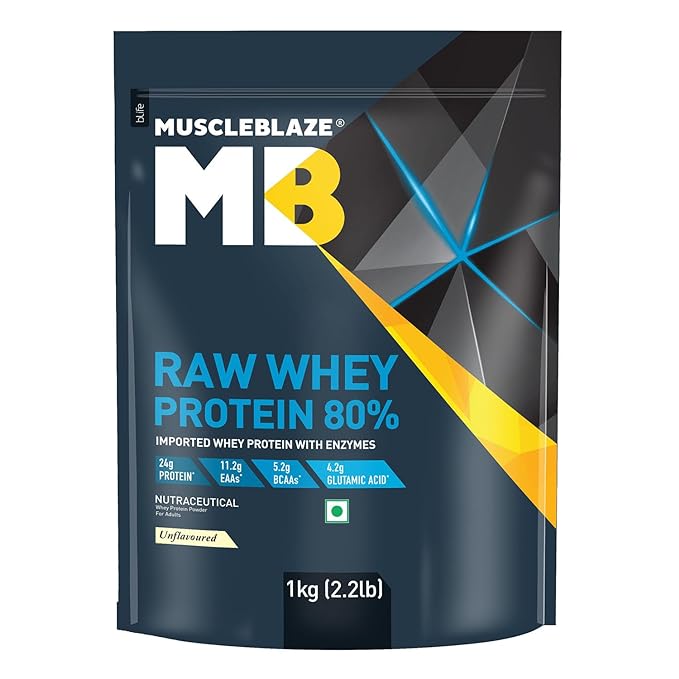 blife
MUSCLEBLAZE®
MB
RAW WHEY
PROTEIN 80%
IMPORTED WHEY PROTEIN WITH ENZYMES
24g
PROTEIN*
11.2g
EAAs*
5.2g
BCAAs*
4.2g
GLUTAMIC ACID*
NUTRACEUTICAL
Whey Protein Powder
For Adults
Unflavoured
1kg (2.2lb)